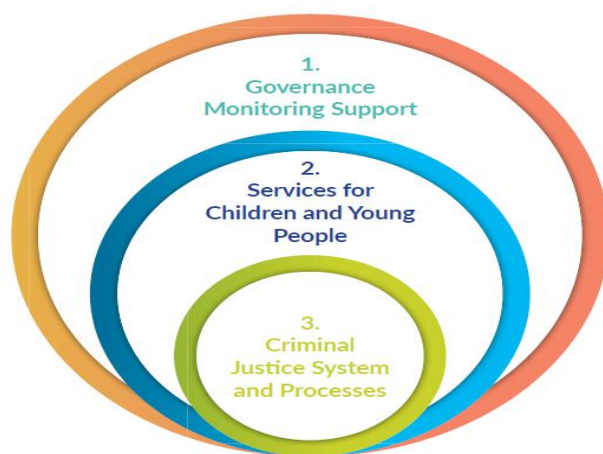 1.
Governance
Monitoring Support
2.
Services for
Children and Young
People
3.
Criminal
Justice System
and Processes